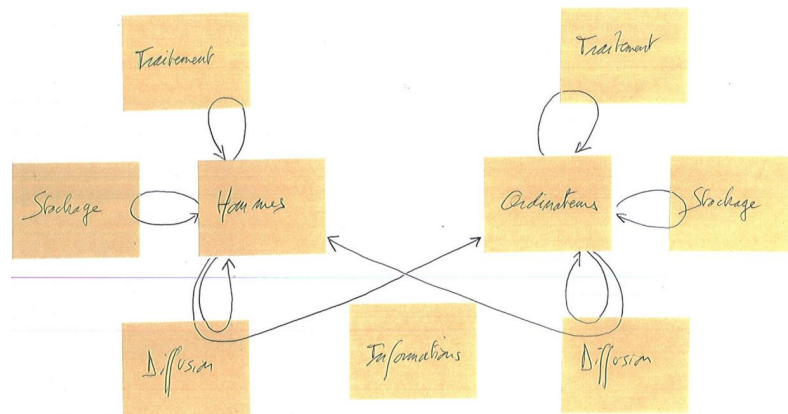 Traitement
Traitement
Stockage
Hommes
Ordinateurs
Stockage
Diffusion
Informations
Diffusion